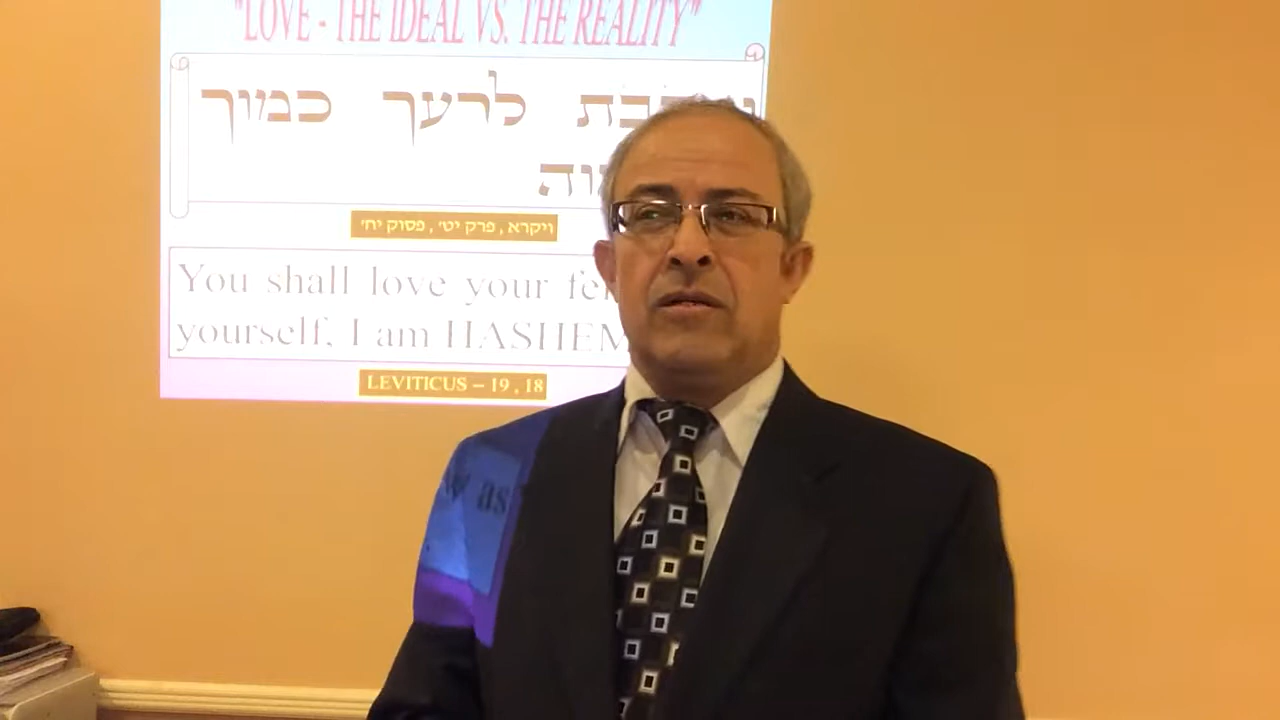 "LOVE - THE IDEAL VS. THE REALITY"
לרעך כמוך
ויקרא, פרק יט', פסוק יח'
You shall love your
yourself, I am HASHEM
LEVITICUS – 19, 18
as